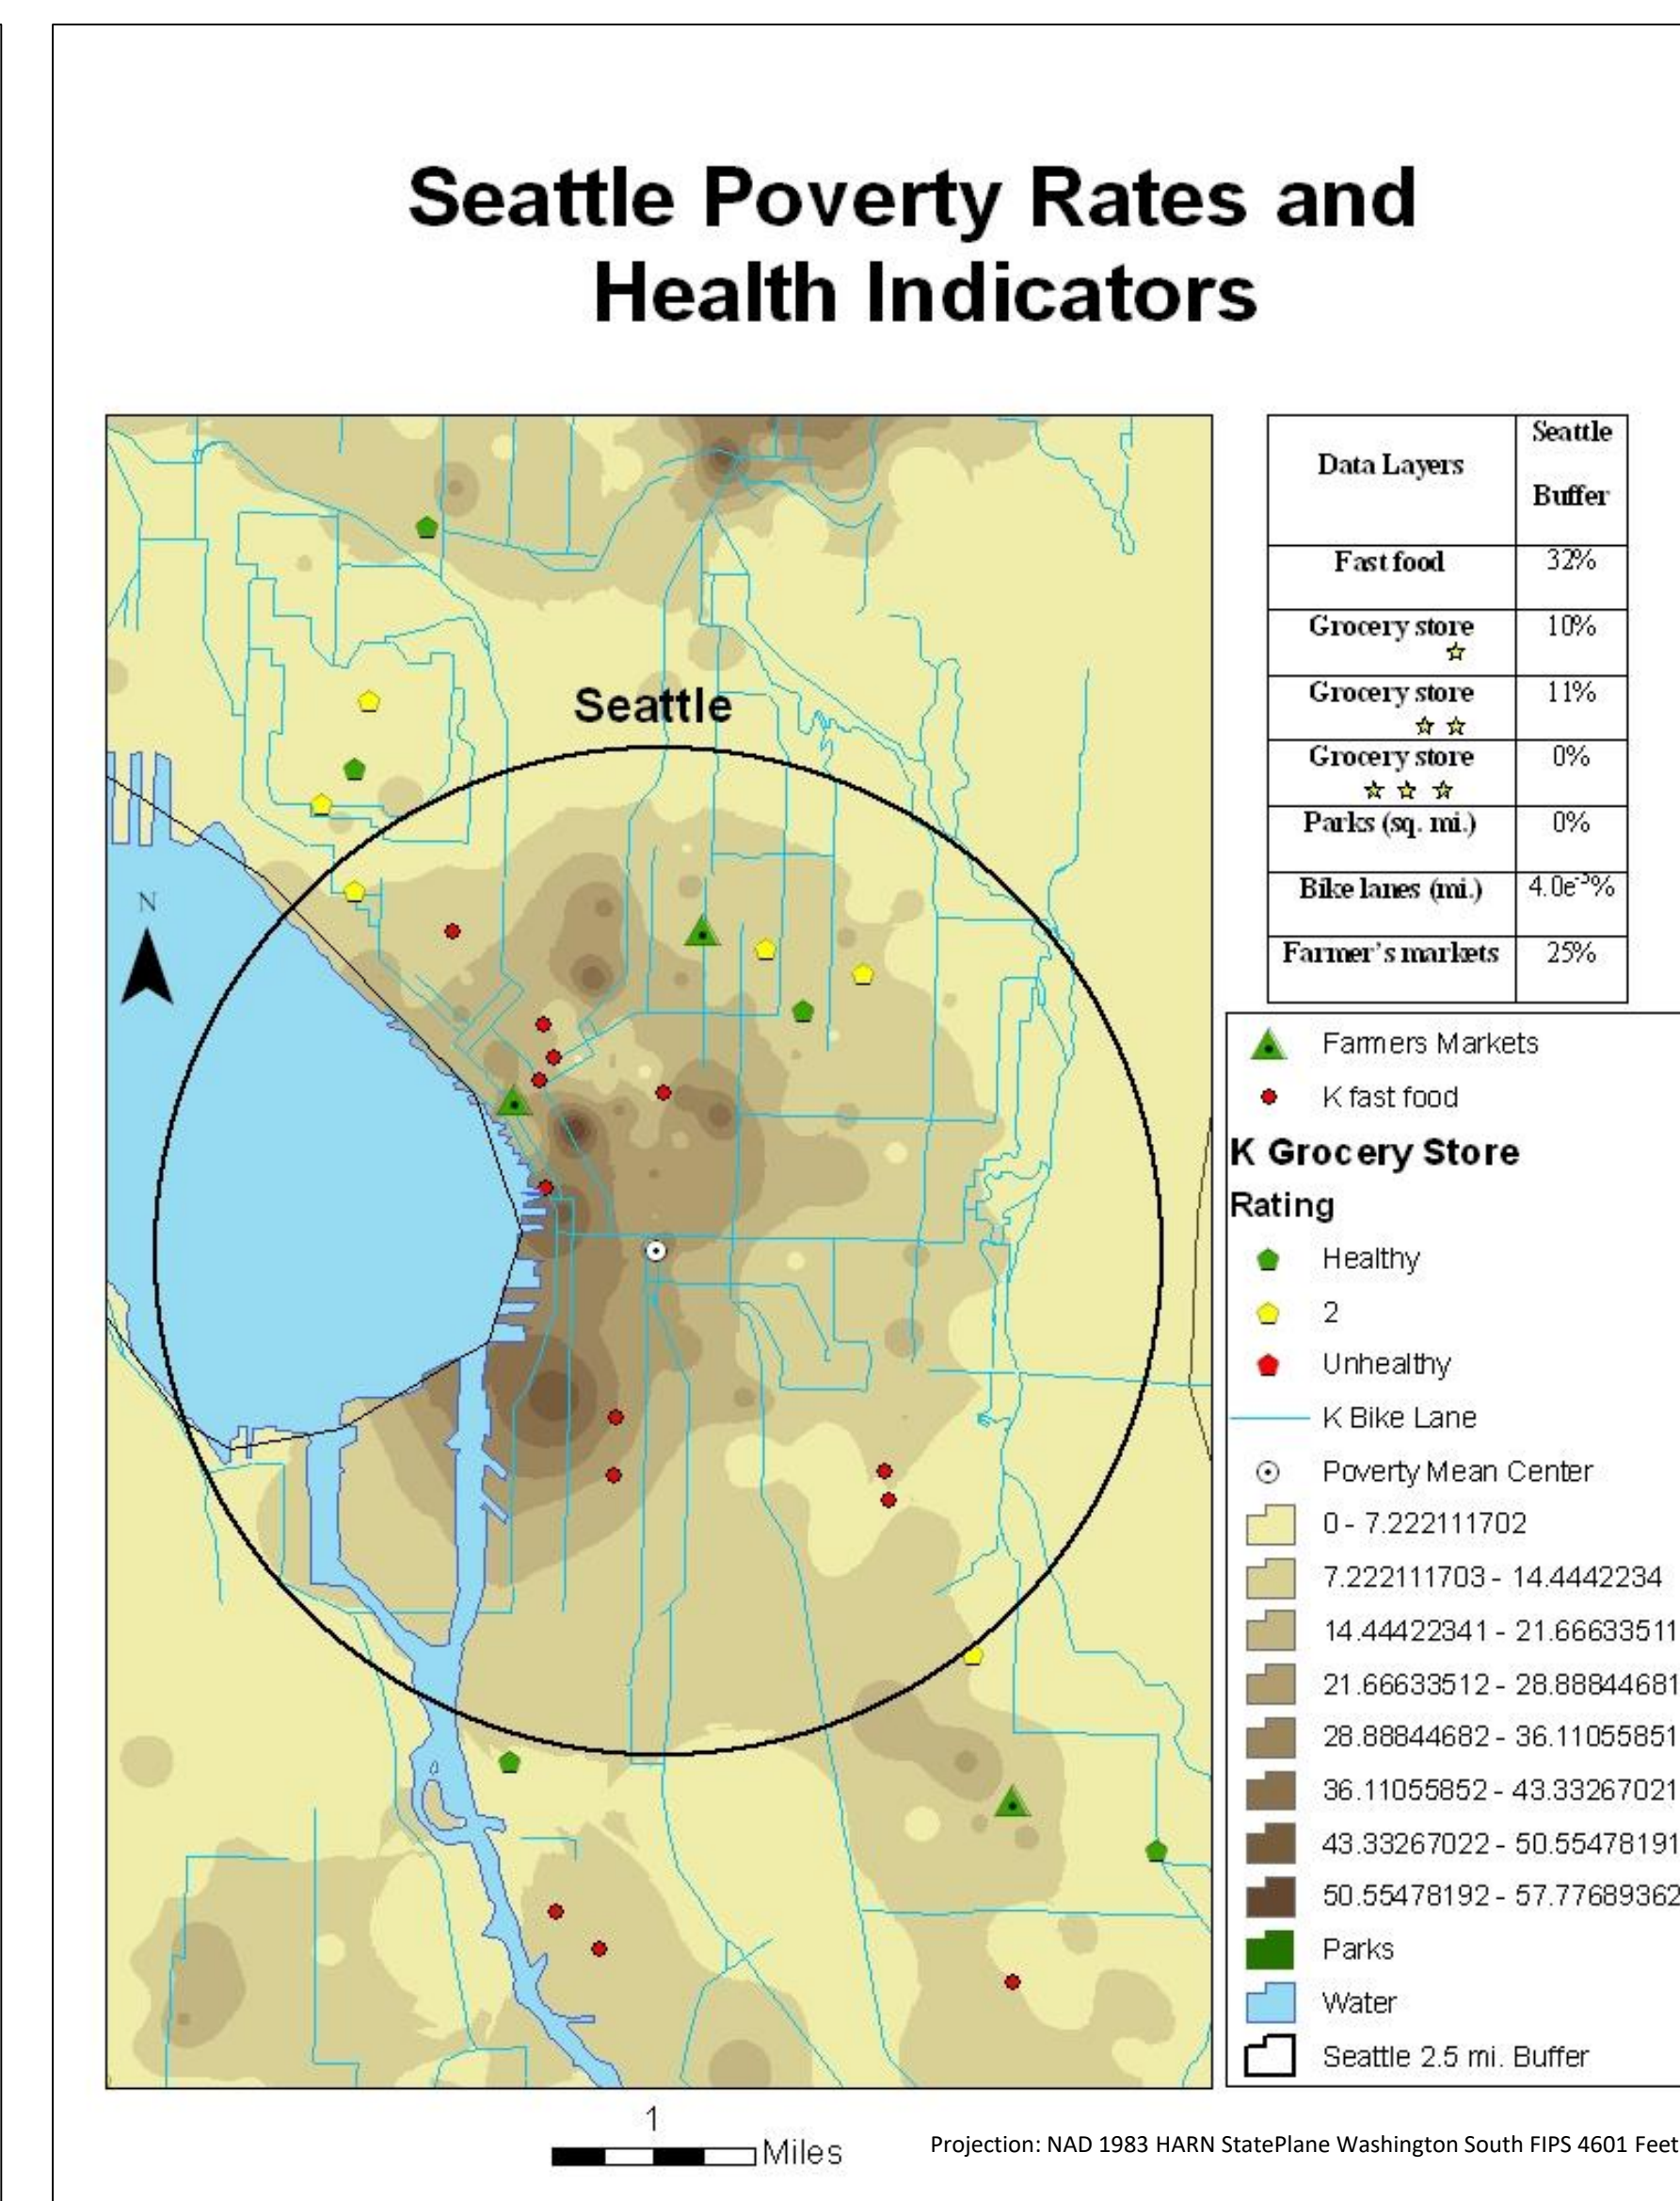 Seattle Poverty Rates and
Health Indicators
Seattle
N
Data Layers
Seattle
Buffer
Fast food
32%
Grocery store
10%
Grocery store
11%
Grocery store
0%
Parks (sq. mi.)
0%
Bike lanes (mi.)
Farmer's markets
25%
Farmers Markets
K fast food
K Grocery Store
Rating
Healthy
2
Unhealthy
K Bike Lane
Poverty Mean Center
0 - 7.222111702
7.222111703 - 14.4442234
14.44422341 - 21.66633511
21.66633512 - 28.88844681
28.88844682 - 36.11055851
36.11055852 - 43.33267021
43.33267022 - 50.55478191
50.55478192 - 57.77689362
Parks
Water
Seattle 2.5 mi. Buffer
1
Miles
Projection: NAD 1983 HARN StatePlane Washington South FIPS 4601 Feet